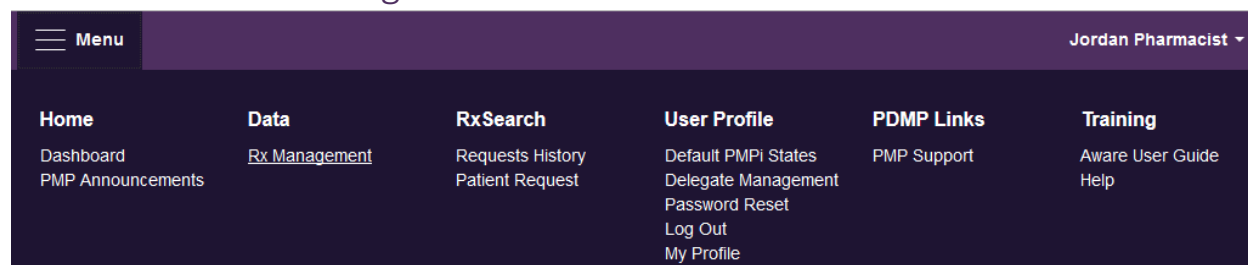 Menu
Jordan Pharmacist
Home
Dashboard
PMP Announcements
Data
Rx Management
RxSearch
Requests History
Patient Request
User Profile
Default PMPi States
Delegate Management
Password Reset
Log Out
My Profile
PDMP Links
PMP Support
Training
Aware User Guide
Help